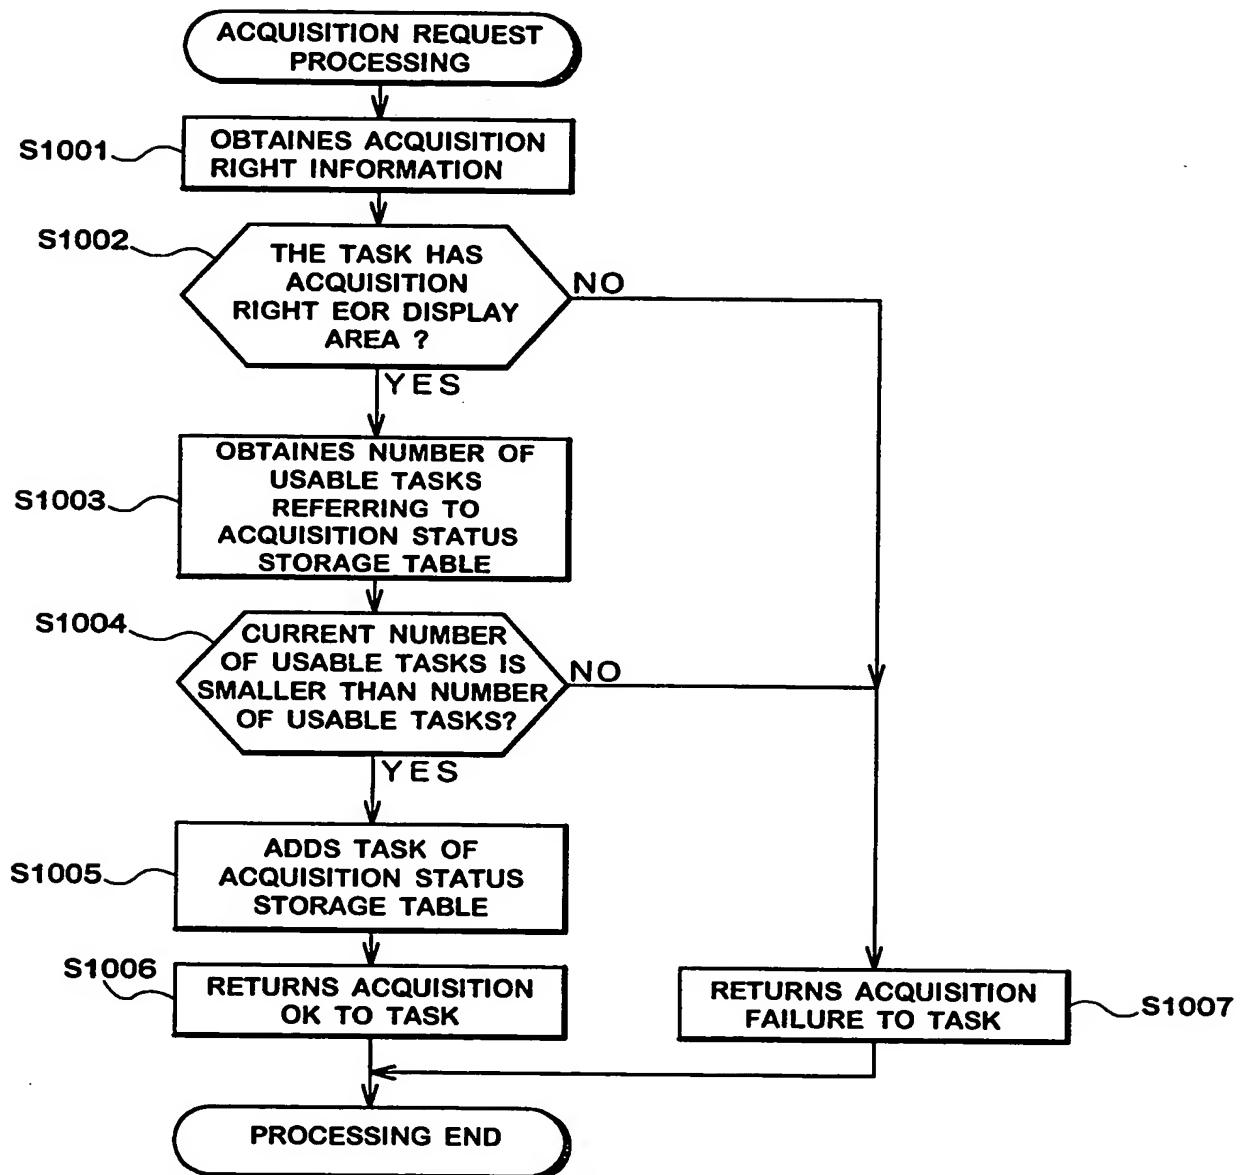 ACQUISITION REQUEST
PROCESSING
S1001
OBTAINES ACQUISITION
RIGHT INFORMATION
S1002
THE TASK HAS
ACQUISITION
RIGHT EOR DISPLAY
AREA ?
NO
YES
S1003
OBTAINES NUMBER OF
USABLE TASKS
REFERRING TO
ACQUISITION STATUS
STORAGE TABLE
S1004
CURRENT NUMBER
OF USABLE TASKS IS
SMALLER THAN NUMBER
OF USABLE TASKS?
NO
YES
S1005
ADDS TASK OF
ACQUISITION STATUS
STORAGE TABLE
S1006
RETURNS ACQUISITION
OK TO TASK
RETURNS ACQUISITION
FAILURE TO TASK
S1007
PROCESSING END